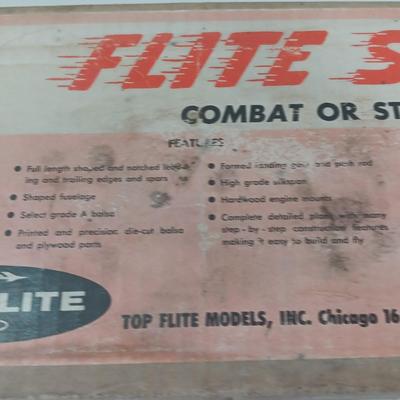 FLITE S
COMBAT OR ST
FEATURES
• Full length shaped and notched lead-
ing and trailing edges and spars
• Shaped fuselage
• Select grade A balsa
• Printed and precision die-cut balsa
and plywood parts
• Formed landing gear and push rod
• High grade silkspan
• Hardwood engine mounts
• Complete detailed plans with many
step - by - step construction features
making it easy to build and fly
LITE
TOP FLITE MODELS, INC. Chicago 16